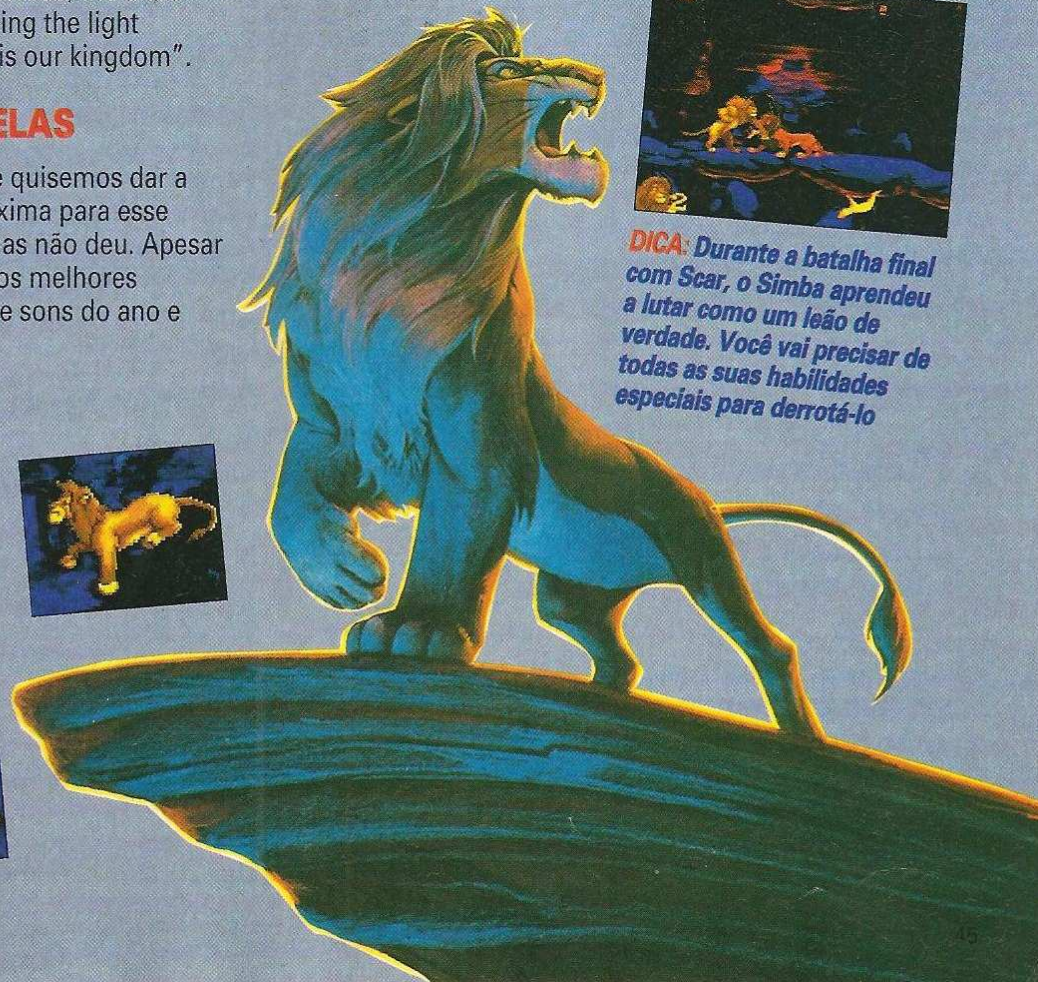 ing the light
is our kingdom”.
ELAS
e quisemos dar a
xima para esse
as não deu. Apesar
os melhores
e sons do ano e
DICA: Durante a batalha final
com Scar, o Simba aprendeu
a lutar como um leão de
verdade. Você vai precisar de
todas as suas habilidades
especiais para derrotá-lo
45